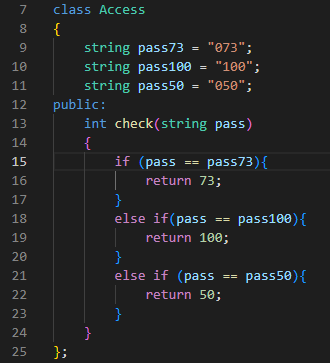 7 class Access
8 {
9 string pass73 = "073";
10 string pass100 = "100";
11 string pass50 = "050";
12 public:
13 int check(string pass)
14 {
15 if (pass == pass73){
16 return 73;
17 }
18 else if(pass == pass100){
19 return 100;
20 }
21 else if (pass == pass50){
22 return 50;
23 }
24 }
25 };